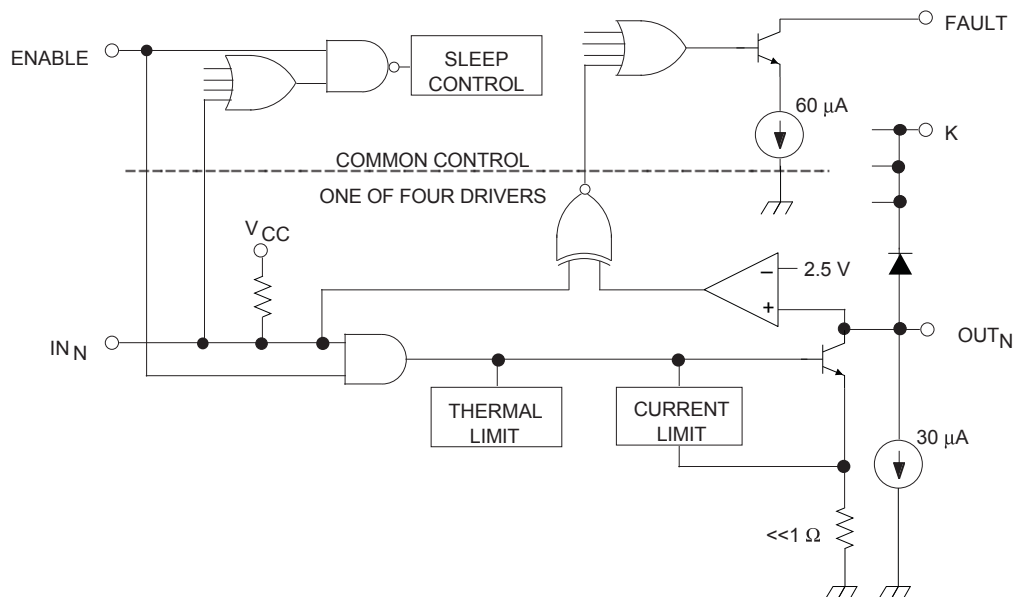 ENABLE
SLEEP
CONTROL
FAULT
60 μA
K
COMMON CONTROL
ONE OF FOUR DRIVERS
VCC
−
2.5 V
+
INN
OUTN
THERMAL
LIMIT
CURRENT
LIMIT
30 μA
<<1 Ω